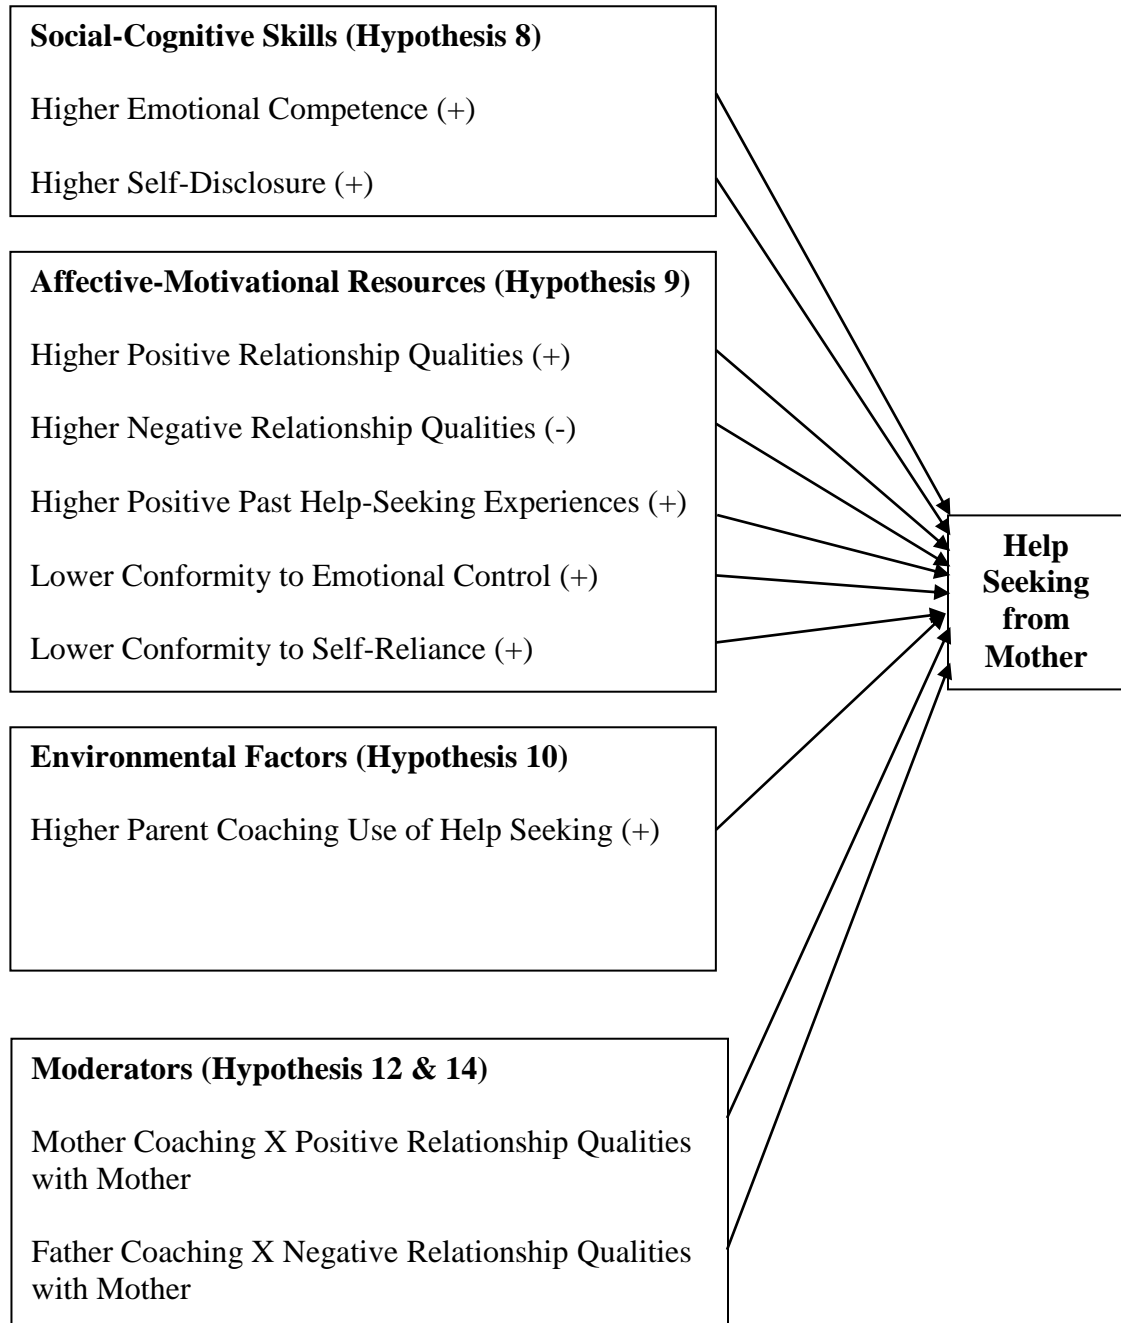 Social-Cognitive Skills (Hypothesis 8)
Higher Emotional Competence (+)
Higher Self-Disclosure (+)
Affective-Motivational Resources (Hypothesis 9)
Higher Positive Relationship Qualities (+)
Higher Negative Relationship Qualities (-)
Higher Positive Past Help-Seeking Experiences (+)
Lower Conformity to Emotional Control (+)
Lower Conformity to Self-Reliance (+)
Environmental Factors (Hypothesis 10)
Higher Parent Coaching Use of Help Seeking (+)
Moderators (Hypothesis 12 & 14)
Mother Coaching X Positive Relationship Qualities
with Mother
Father Coaching X Negative Relationship Qualities
with Mother
Help
Seeking
from
Mother